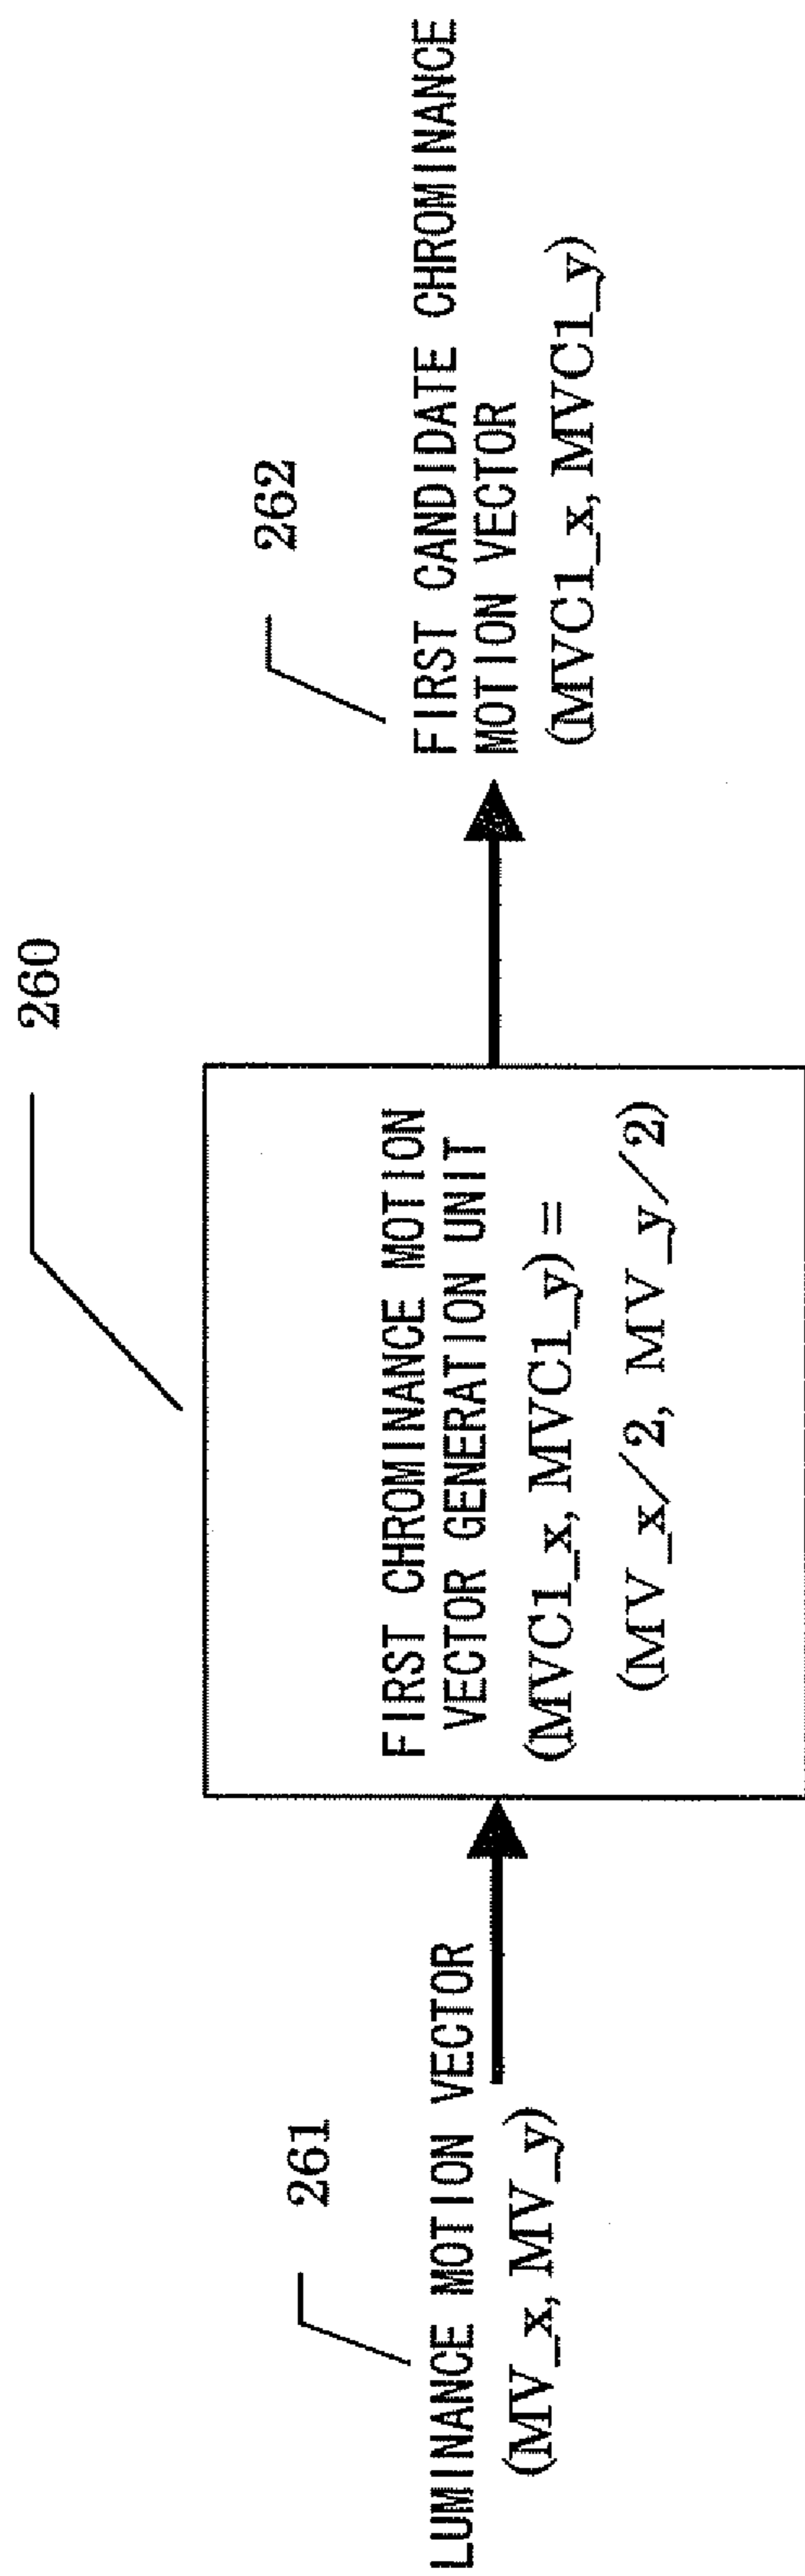 260
261
LUMINANCE MOTION VECTOR
(MV_x, MV_y)
FIRST CHROMINANCE MOTION
VECTOR GENERATION UNIT
(MVC1_x, MVC1_y) =
(MV_x/2, MV_y/2)
262
FIRST CANDIDATE CHROMINANCE
MOTION VECTOR
(MVC1_x, MVC1_y)